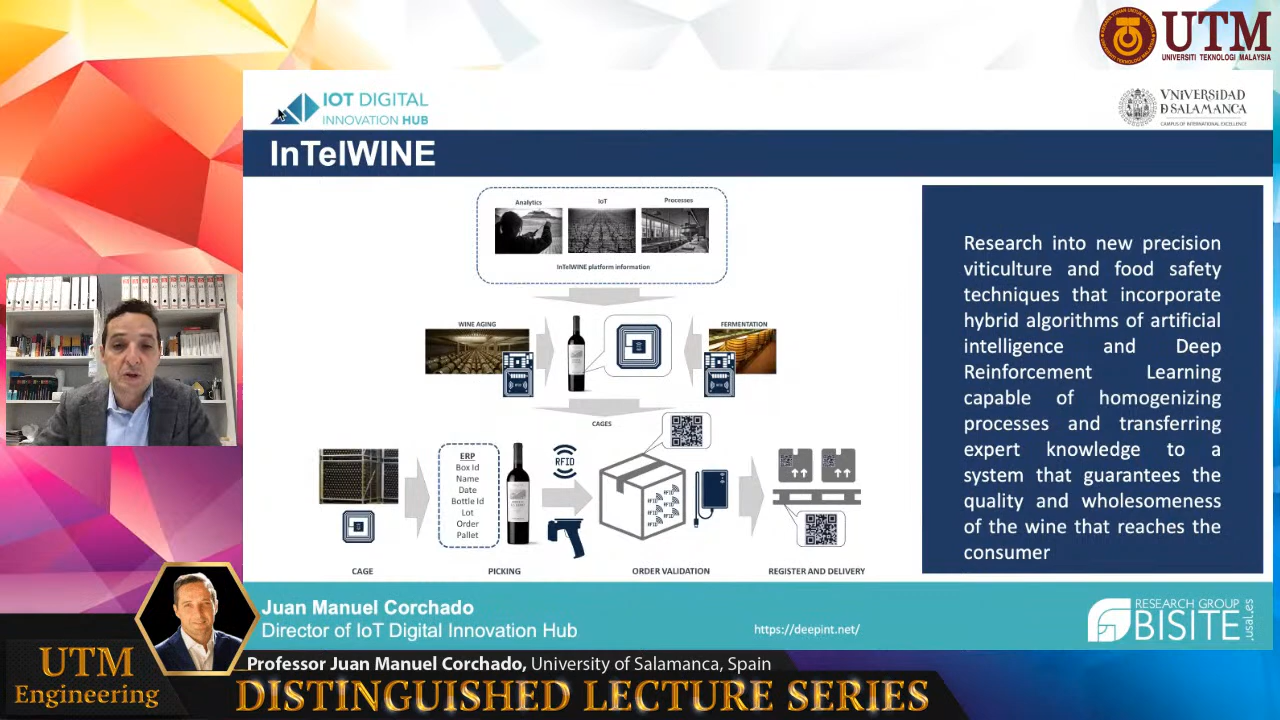 UTM
UNIVERSITI TEKNOLOGI MALAYSIA
IOT DIGITAL
INNOVATION HUB
VNIVERSIDAD
D SALAMANCA
CAMPUS OF INTERNATIONAL EXCELLENCE
InTelWINE
Analytics
IoT
Processes
InTelWINE platform information
WINE AGING
FERMENTATION
CAGES
ERP
Box Id
Name
Date
Bottle Id
Lot
Order
Pallet
RFID
RFID
RFID
RFID
RFID
RFID
RFID
CAGE
PICKING
ORDER VALIDATION
REGISTER AND DELIVERY
Research into new precision
viticulture and food safety
techniques that incorporate
hybrid algorithms of artificial
intelligence and Deep
Reinforcement Learning
capable of homogenizing
processes and transferring
expert knowledge to a
system that guarantees the
quality and wholesomeness
of the wine that reaches the
consumer
Juan Manuel Corchado
Director of IoT Digital Innovation Hub
https://deepint.net/
RESEARCH GROUP
BISITE
.usal.es
UTM
Engineering
Professor Juan Manuel Corchado, University of Salamanca, Spain
DISTINGUISHED LECTURE SERIES